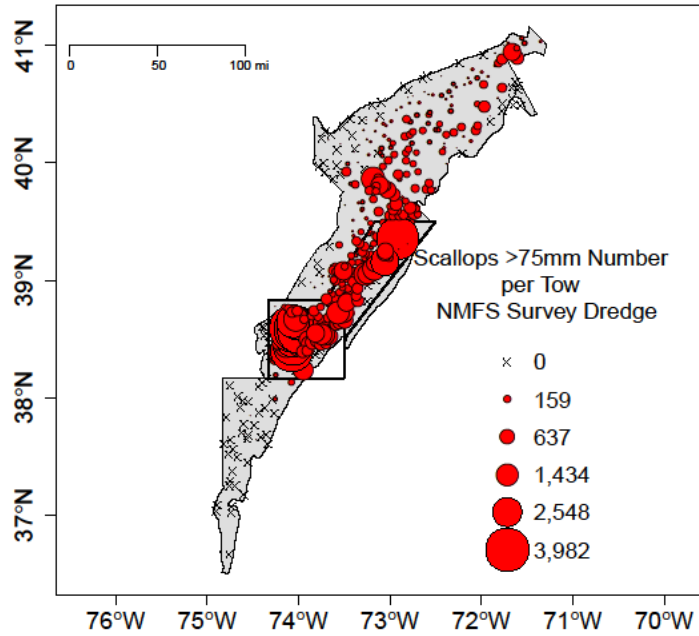 41°N
40°N
39°N
38°N
37°N
0 50 100 mi
Scallops >75mm Number
per Tow
NMFS Survey Dredge
0
159
637
1,434
2,548
3,982
76°W 75°W 74°W 73°W 72°W 71°W 70°W